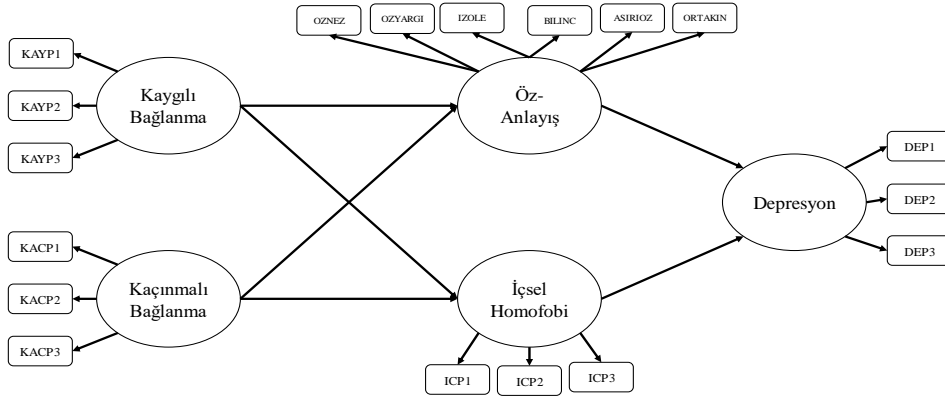 OZNEZ
OZYARGI
IZOLE
BILINC
ASIRIOZ
ORTAKIN
KAYP1
KAYP2
KAYP3
Kaygılı
Bağlanma
Öz-
Anlayış
DEP1
DEP2
DEP3
Depresyon
KACP1
KACP2
KACP3
Kaçınmalı
Bağlanma
İçsel
Homofobi
ICP1
ICP2
ICP3